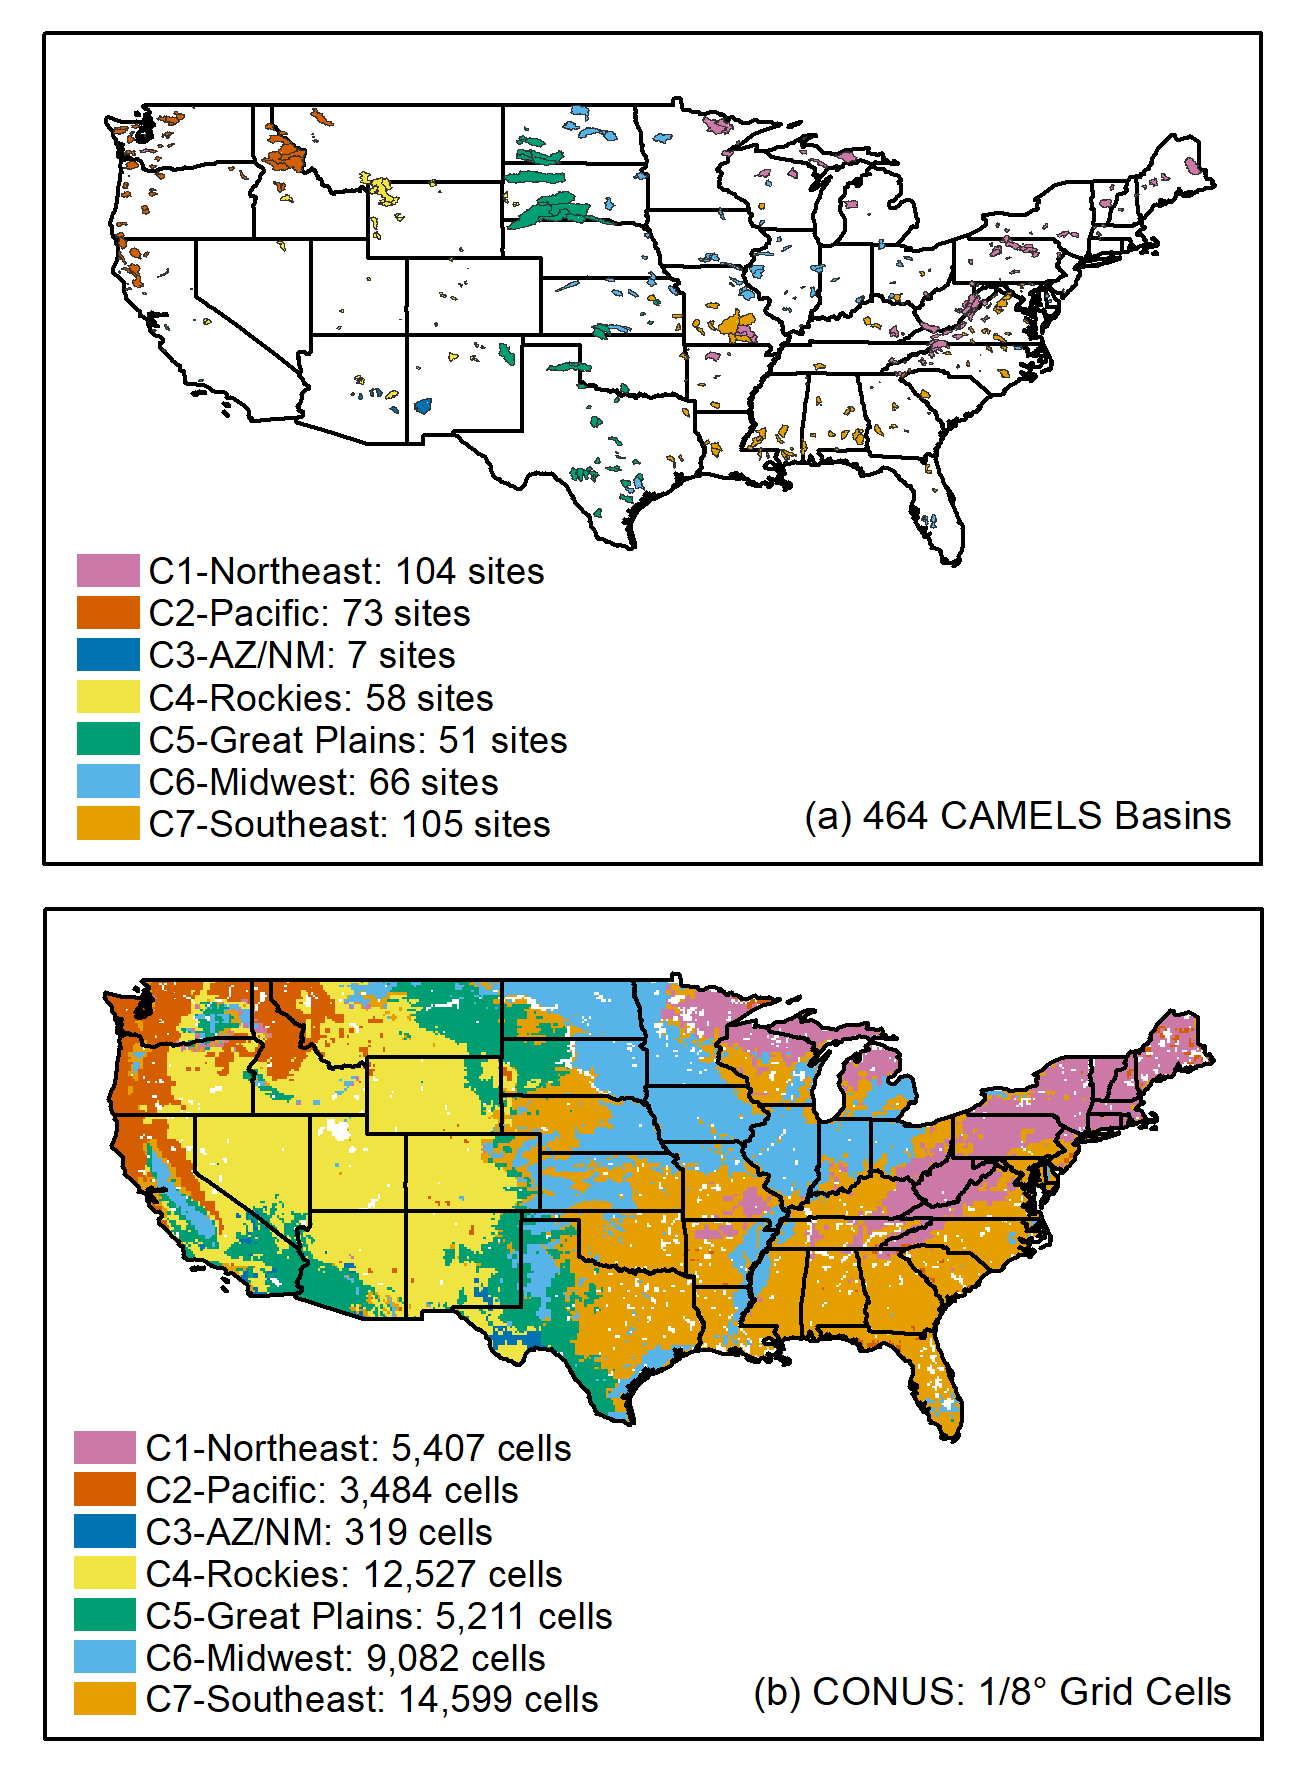 C1-Northeast: 104 sites
C2-Pacific: 73 sites
C3-AZ/NM: 7 sites
C4-Rockies: 58 sites
C5-Great Plains: 51 sites
C6-Midwest: 66 sites
C7-Southeast: 105 sites
(a) 464 CAMELS Basins
C1-Northeast: 5,407 cells
C2-Pacific: 3,484 cells
C3-AZ/NM: 319 cells
C4-Rockies: 12,527 cells
C5-Great Plains: 5,211 cells
C6-Midwest: 9,082 cells
C7-Southeast: 14,599 cells
(b) CONUS: 1/8° Grid Cells